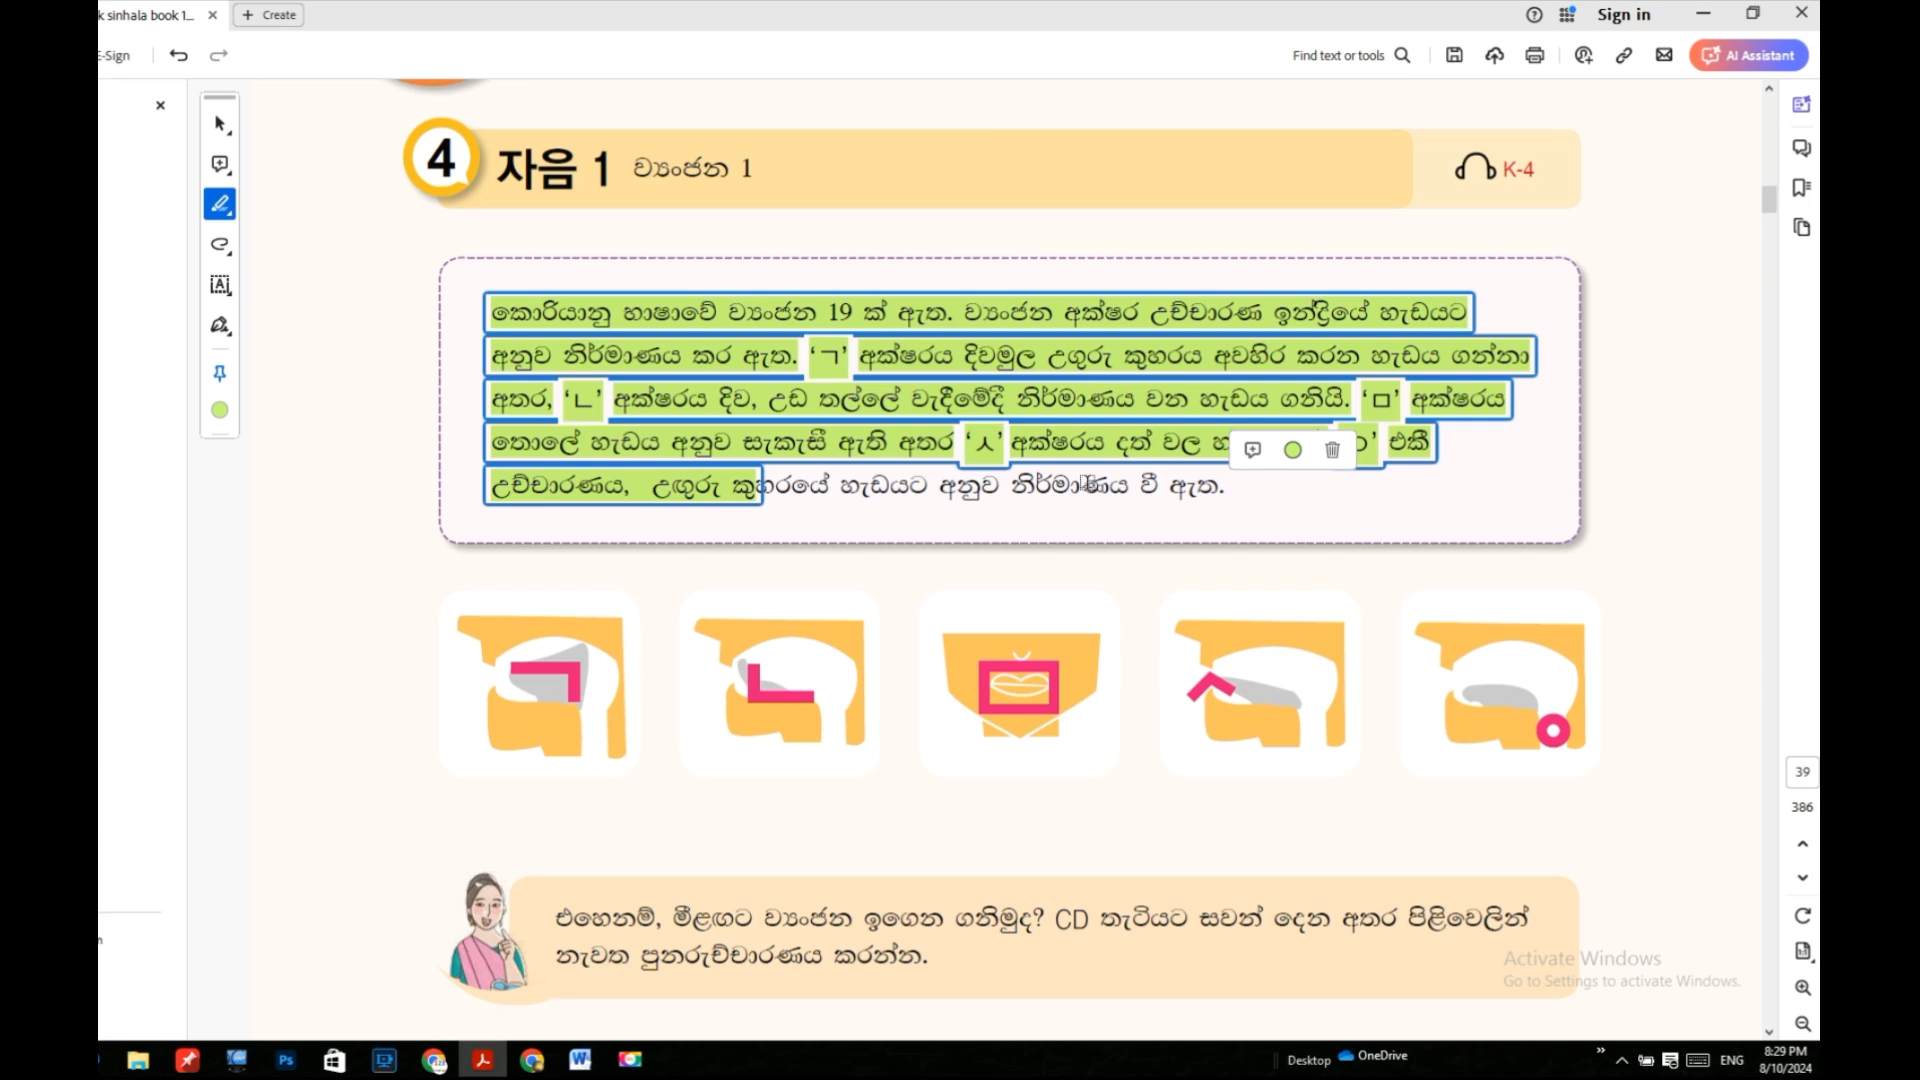 k sinhala book 1...
Create
Sign in
E-Sign
Find text or tools
AI Assistant
4 자음 1 ව්‍යංජන 1
K-4
කොරියානු භාෂාවේ ව්‍යංජන 19 ක් ඇත. ව්‍යංජන අක්ෂර උච්චාරණ ඉන්ද්‍රියේ හැඩයට
අනුව නිර්මාණය කර ඇත. ‘ㄱ’ අක්ෂරය දිවමුල උගුරු කුහරය අවහිර කරන හැඩය ගන්නා
අතර, ‘ㄴ’ අක්ෂරය දිව, උඩ තල්ලේ වැදීමේදී නිර්මාණය වන හැඩය ගනියි. ‘ㅁ’ අක්ෂරය
තොලේ හැඩය අනුව සැකැසී ඇති අතර ‘ㅅ’ අක්ෂරය දත් වල එකී
උච්චාරණය, උඟුරු කුහරයේ හැඩයට අනුව නිර්මාණය වී ඇත.
එහෙනම්, මීළඟට ව්‍යංජන ඉගෙන ගනිමුද? CD තැටියට සවන් දෙන අතර පිළිවෙලින්
නැවත පුනරුච්චාරණය කරන්න.
39
386
Activate Windows
Go to Settings to activate Windows.
Desktop
OneDrive
ENG
8:29 PM
8/10/2024